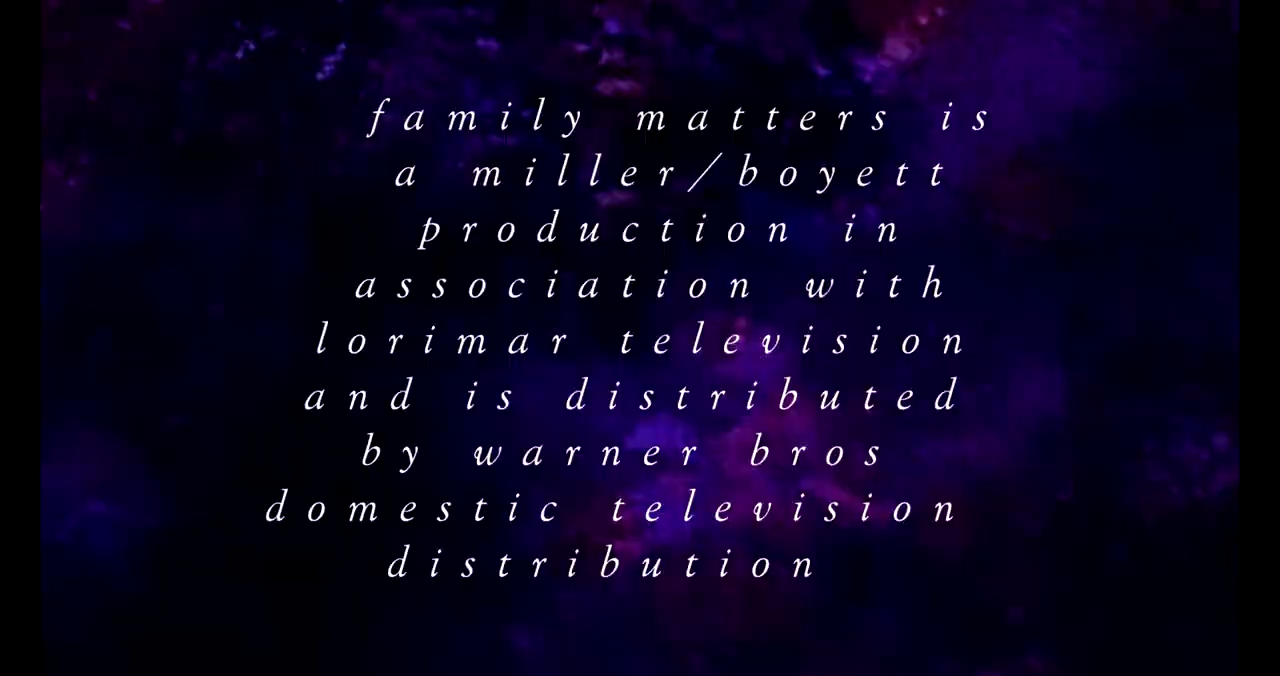 family matters is
a miller/boyett
production in
association with
lorimar television
and is distributed
by warner bros
domestic television
distribution